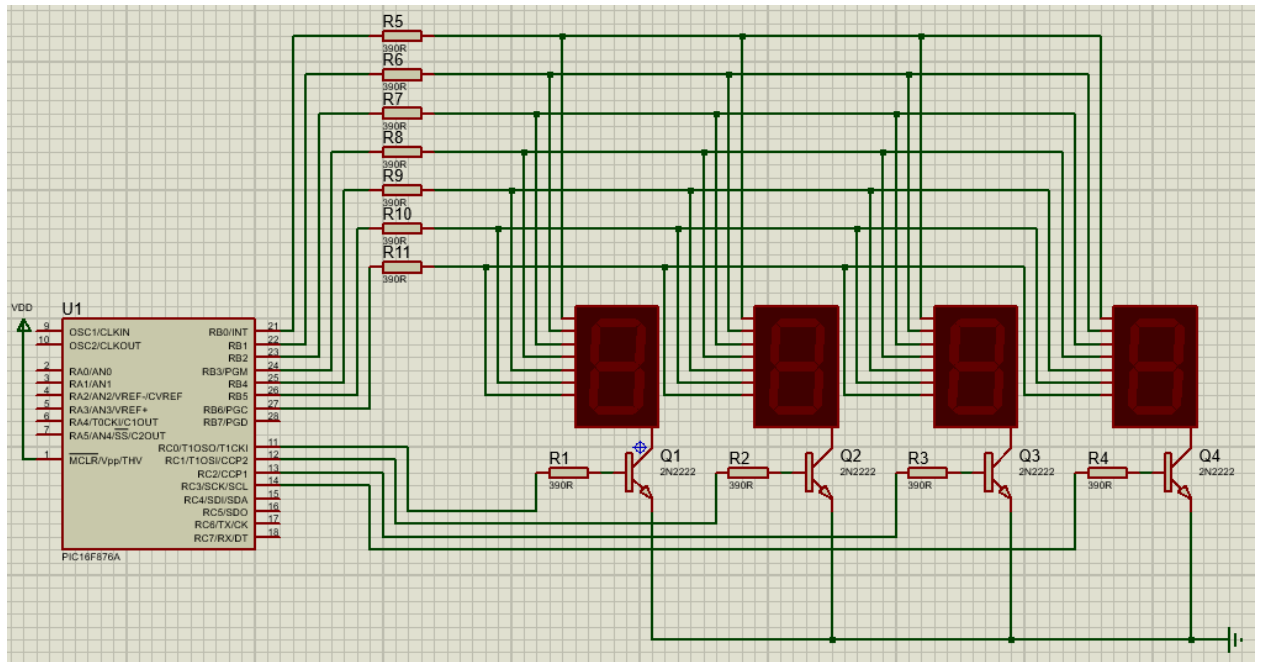 R5
390R
R6
390R
R7
390R
R8
390R
R9
390R
R10
390R
R11
390R
VDD
U1
9 OSC1/CLKIN RB0/INT 21
10 OSC2/CLKOUT RB1 22
RB2 23
2 RA0/AN0 RB3/PGM 24
3 RA1/AN1 RB4 25
4 RA2/AN2/VREF-/CVREF RB5 26
5 RA3/AN3/VREF+ RB6/PGC 27
6 RA4/T0CKI/C1OUT RB7/PGD 28
7 RA5/AN4/SS/C2OUT
RC0/T1OSO/T1CKI 11
1 MCLR/Vpp/THV RC1/T1OSI/CCP2 12
RC2/CCP1 13
RC3/SCK/SCL 14
RC4/SDI/SDA 15
RC5/SDO 16
RC6/TX/CK 17
RC7/RX/DT 18
PIC16F876A
R1
390R
Q1
2N2222
R2
390R
Q2
2N2222
R3
390R
Q3
2N2222
R4
390R
Q4
2N2222